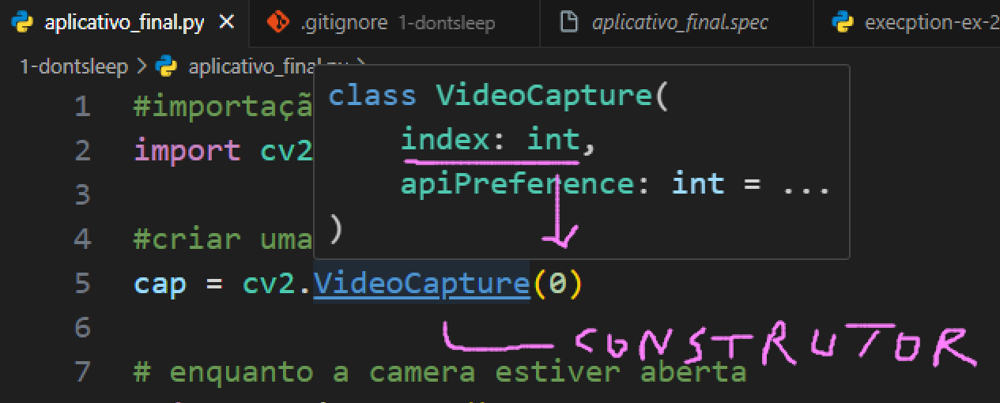 aplicativo_final.py × .gitignore 1-dontsleep aplicativo_final.spec execption-ex-2
1-dontsleep > aplicativo_final.py >
class VideoCapture(
1 #importaçã
index: int,
2 import cv2
apiPreference: int = ...
3
)
4 #criar uma
5 cap = cv2.VideoCapture(0)
6
CONSTRUTOR
7 # enquanto a camera estiver aberta